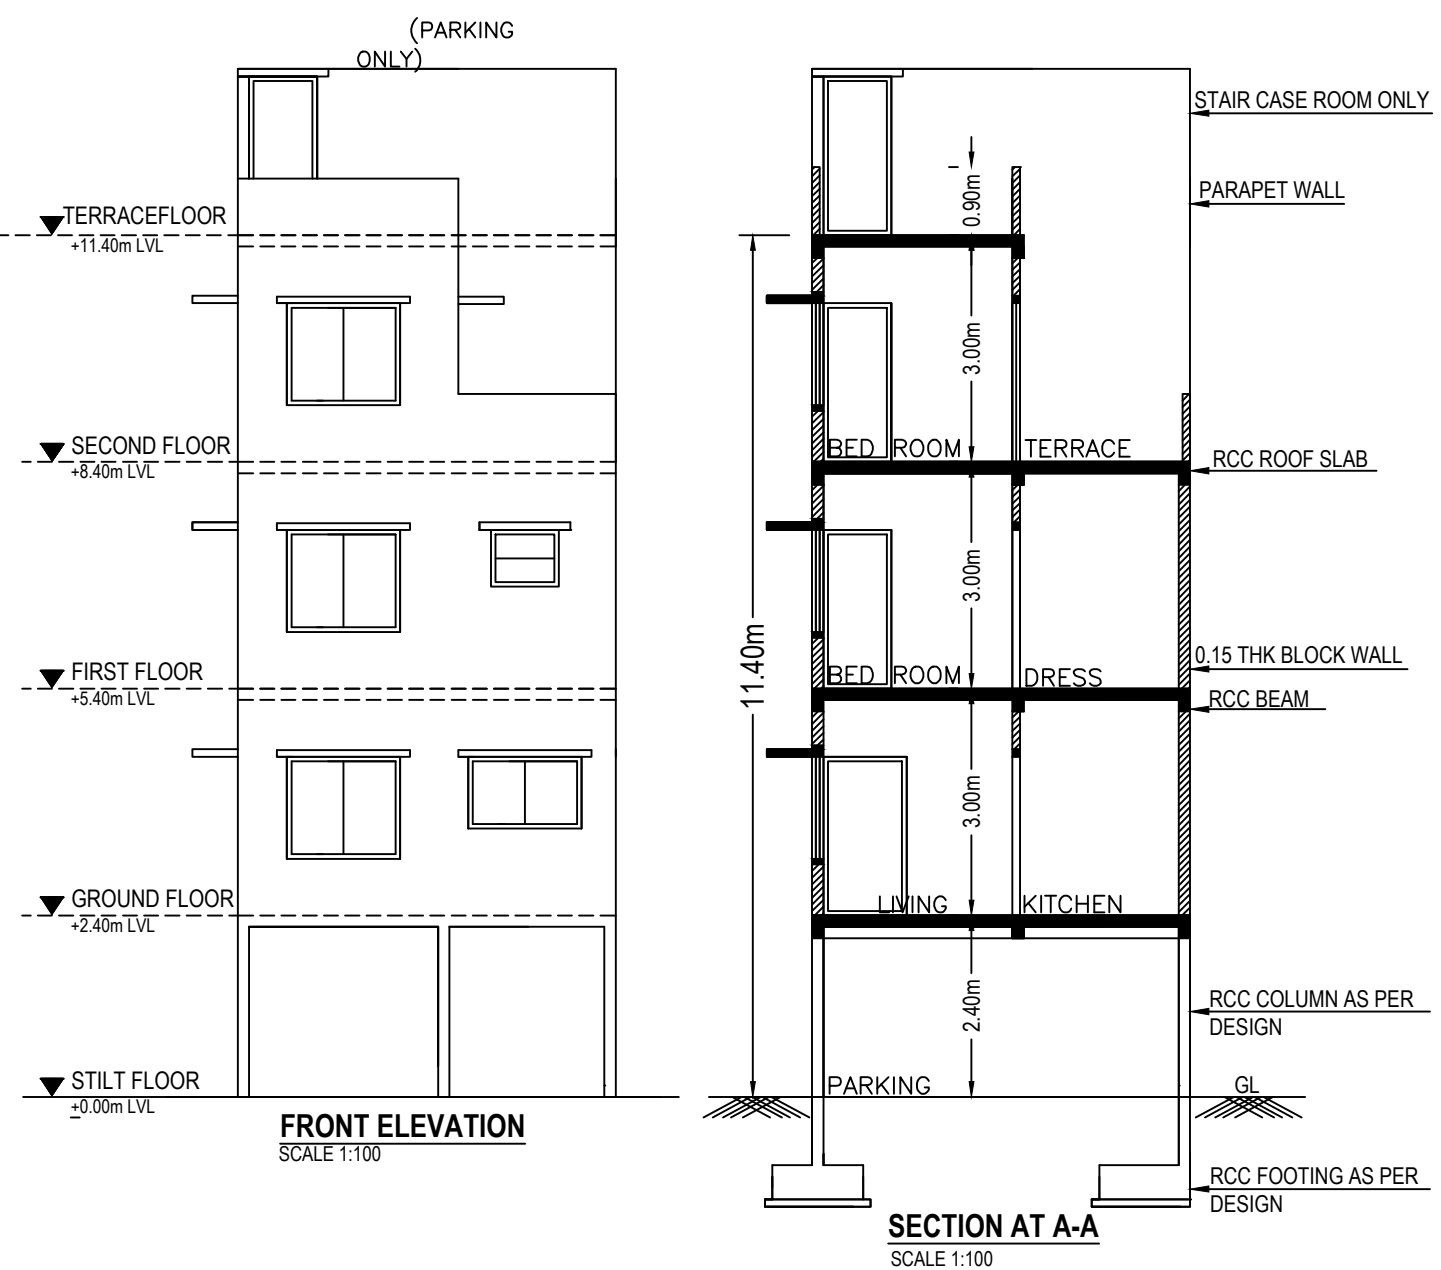 (PARKING
ONLY)
TERRACEFLOOR
+11.40m LVL
SECOND FLOOR
+8.40m LVL
FIRST FLOOR
+5.40m LVL
GROUND FLOOR
+2.40m LVL
STILT FLOOR
+0.00m LVL
FRONT ELEVATION
SCALE 1:100
STAIR CASE ROOM ONLY
PARAPET WALL
0.90m
3.00m
BED ROOM
TERRACE
RCC ROOF SLAB
3.00m
11.40m
BED ROOM
DRESS
0.15 THK BLOCK WALL
RCC BEAM
3.00m
LIVING
KITCHEN
2.40m
RCC COLUMN AS PER
DESIGN
PARKING
GL
RCC FOOTING AS PER
DESIGN
SECTION AT A-A
SCALE 1:100